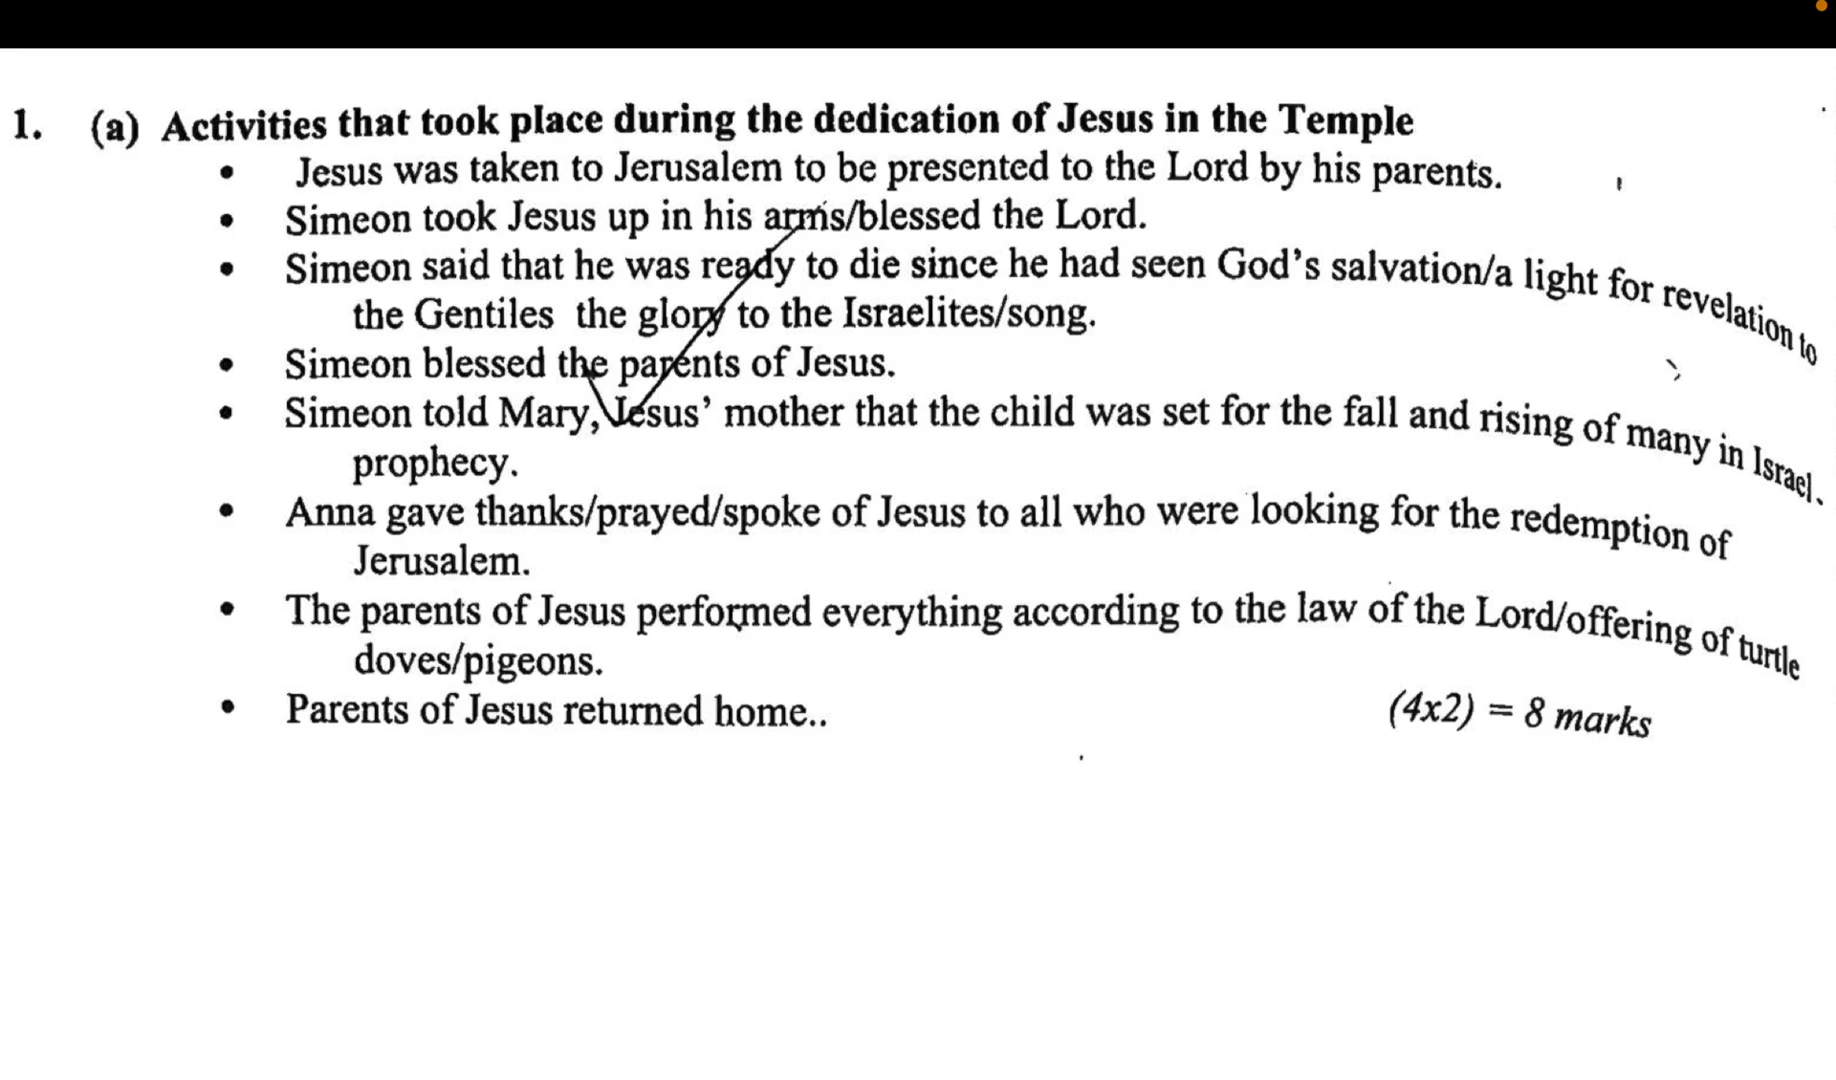 1. (a) Activities that took place during the dedication of Jesus in the Temple
• Jesus was taken to Jerusalem to be presented to the Lord by his parents.
• Simeon took Jesus up in his arms/blessed the Lord.
• Simeon said that he was ready to die since he had seen God's salvation/a light for revelation to
the Gentiles the glory to the Israelites/song.
• Simeon blessed the parents of Jesus.
• Simeon told Mary, Jesus' mother that the child was set for the fall and rising of many in Israel.
prophecy.
• Anna gave thanks/prayed/spoke of Jesus to all who were looking for the redemption of
Jerusalem.
• The parents of Jesus performed everything according to the law of the Lord/offering of turtle
doves/pigeons.
• Parents of Jesus returned home..
(4x2) = 8 marks